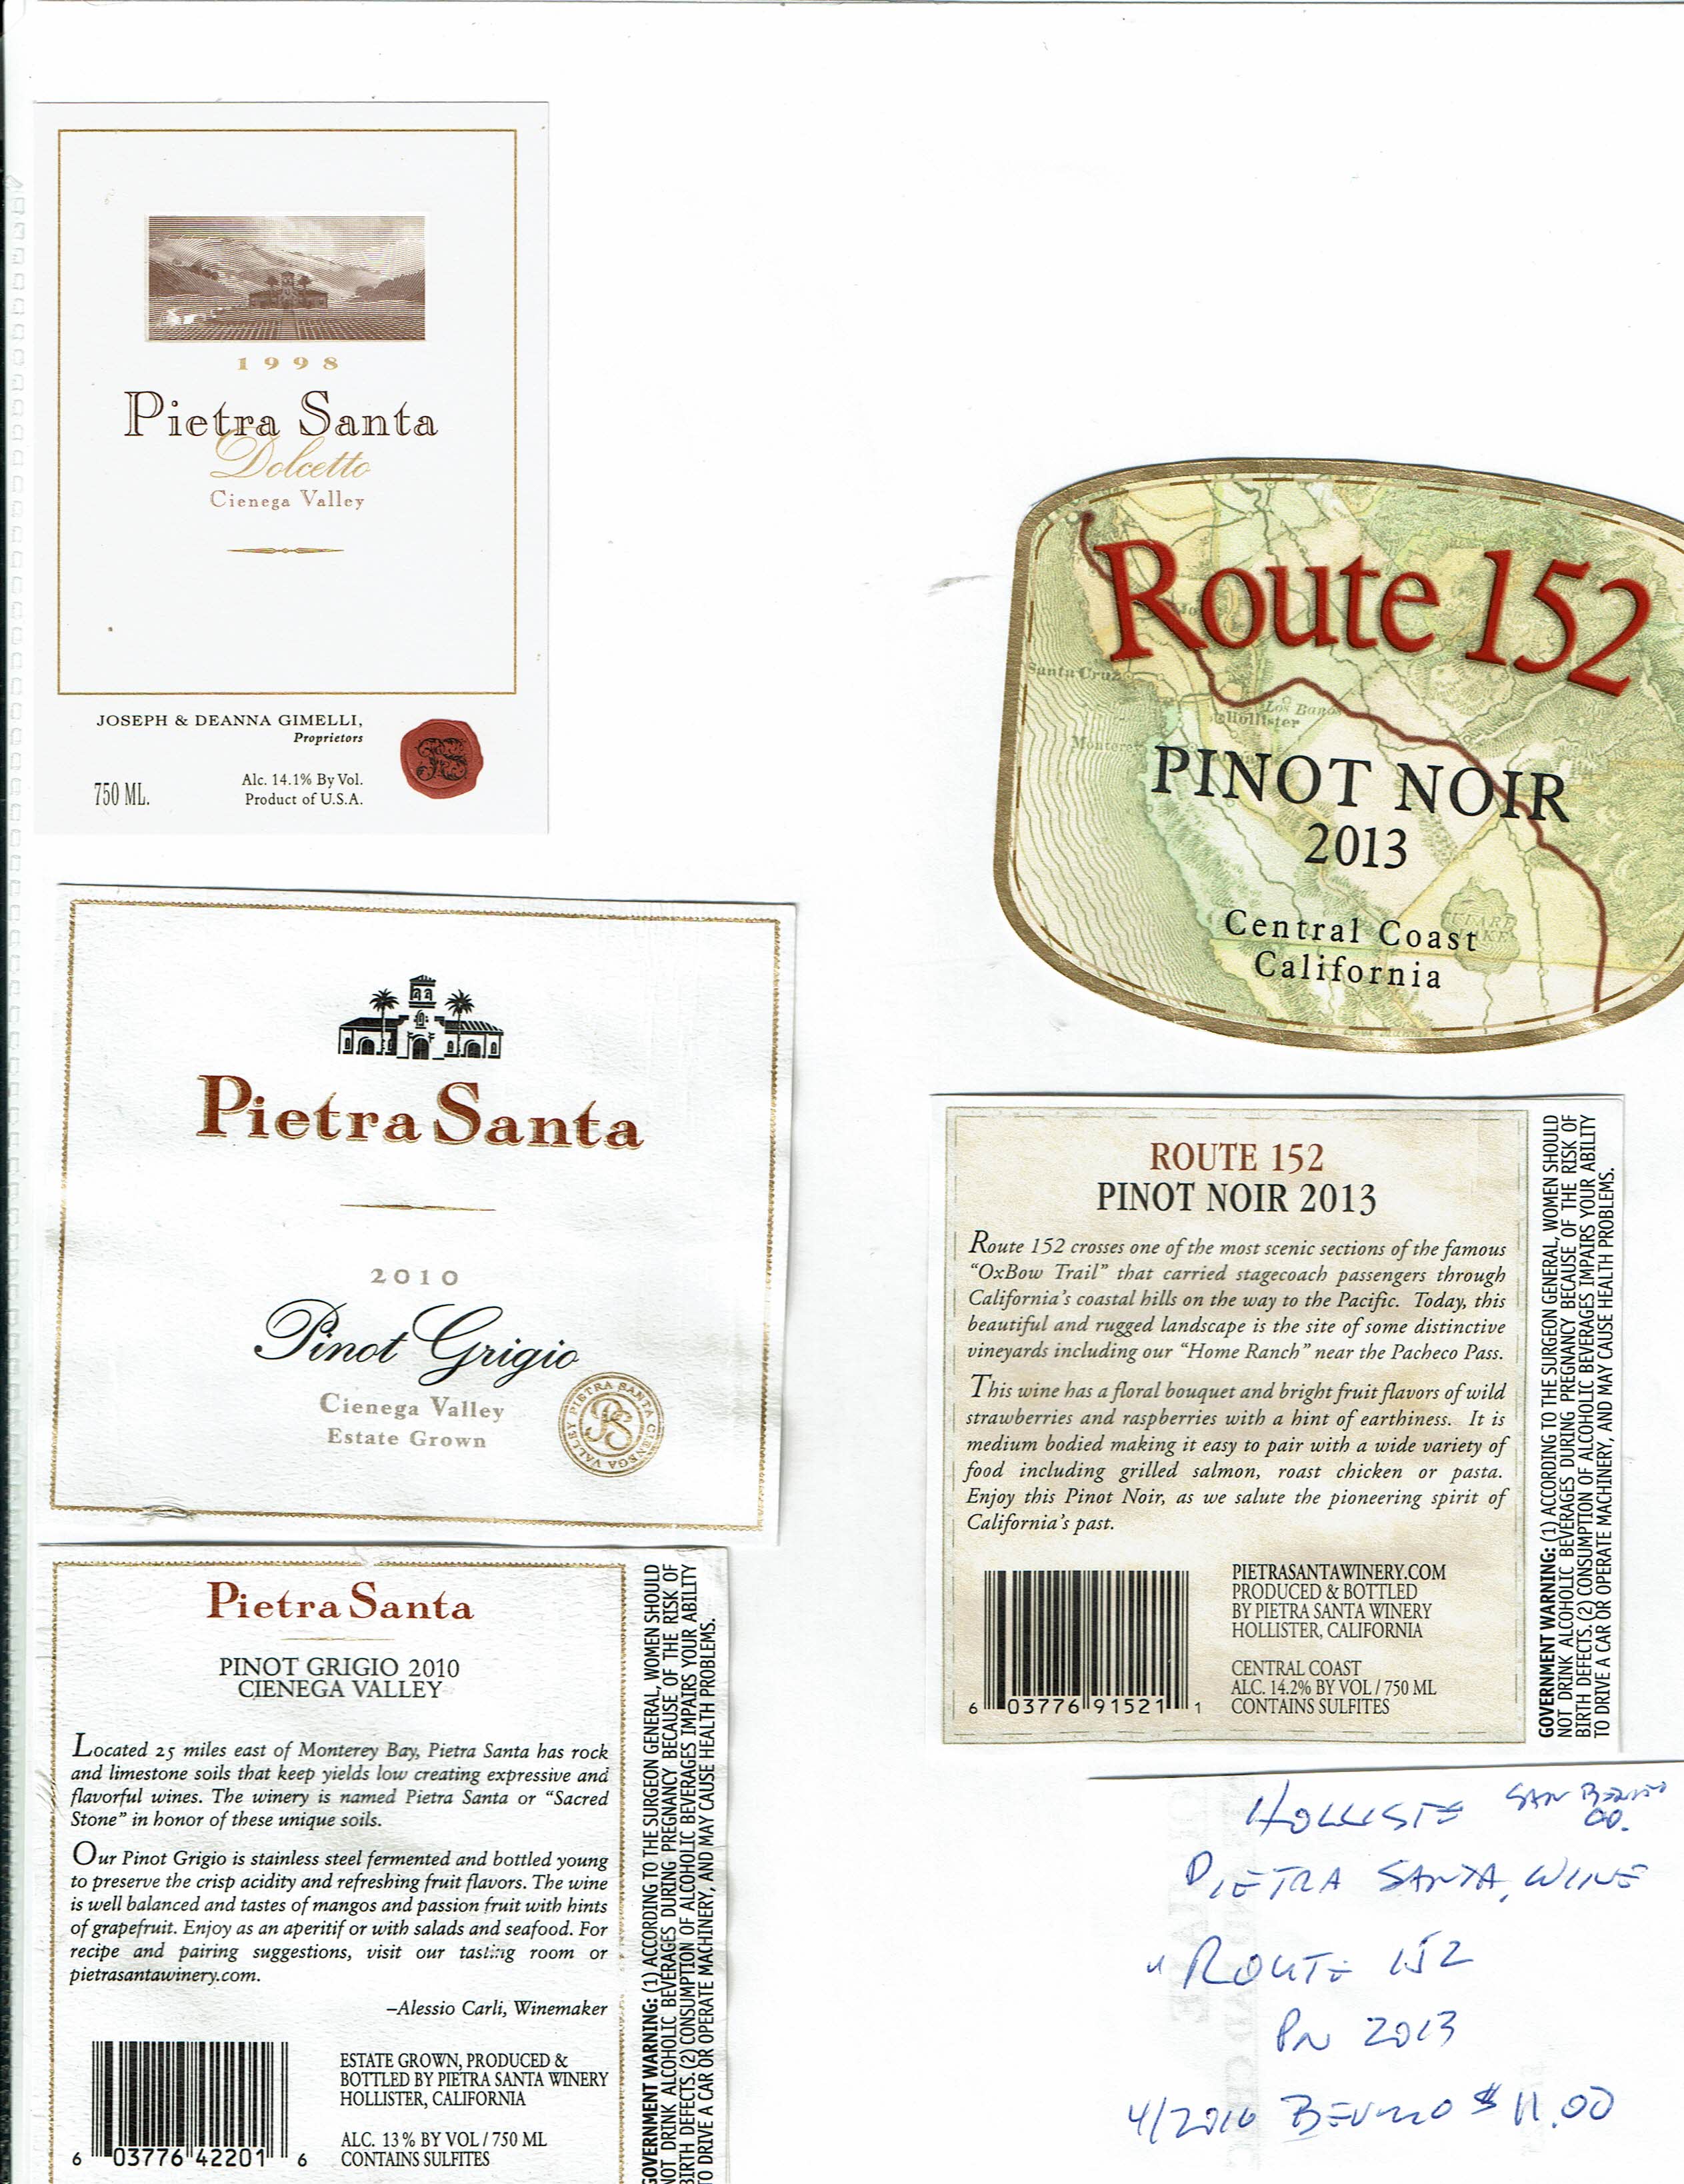 1998
Pietra Santa
Dolcetto
Cienega Valley
JOSEPH & DEANNA GIMELLI,
Proprietors
750 ML.
Alc. 14.1% By Vol.
Product of U.S.A.
PS
Pietra Santa
2010
Pinot Grigio
Cienega Valley
Estate Grown
PIETRA SANTA CIENEGA VALLEY
PS
Pietra Santa
PINOT GRIGIO 2010
CIENEGA VALLEY
Located 25 miles east of Monterey Bay, Pietra Santa has rock
and limestone soils that keep yields low creating expressive and
flavorful wines. The winery is named Pietra Santa or “Sacred
Stone” in honor of these unique soils.
Our Pinot Grigio is stainless steel fermented and bottled young
to preserve the crisp acidity and refreshing fruit flavors. The wine
is well balanced and tastes of mangos and passion fruit with hints
of grapefruit. Enjoy as an aperitif or with salads and seafood. For
recipe and pairing suggestions, visit our tasting room or
pietrasantawinery.com.
–Alessio Carli, Winemaker
6 03776 42201 6
ESTATE GROWN, PRODUCED &
BOTTLED BY PIETRA SANTA WINERY
HOLLISTER, CALIFORNIA
ALC. 13% BY VOL / 750 ML
CONTAINS SULFITES
GOVERNMENT WARNING: (1) ACCORDING TO THE SURGEON GENERAL, WOMEN SHOULD
NOT DRINK ALCOHOLIC BEVERAGES DURING PREGNANCY BECAUSE OF THE RISK OF
BIRTH DEFECTS. (2) CONSUMPTION OF ALCOHOLIC BEVERAGES IMPAIRS YOUR ABILITY
TO DRIVE A CAR OR OPERATE MACHINERY, AND MAY CAUSE HEALTH PROBLEMS.
Route 152
Santa Cruz
Los Banos
Hollister
Monterey
PINOT NOIR
2013
TULARE
LAKE
Central Coast
California
ROUTE 152
PINOT NOIR 2013
Route 152 crosses one of the most scenic sections of the famous
“OxBow Trail” that carried stagecoach passengers through
California’s coastal hills on the way to the Pacific. Today, this
beautiful and rugged landscape is the site of some distinctive
vineyards including our “Home Ranch” near the Pacheco Pass.
This wine has a floral bouquet and bright fruit flavors of wild
strawberries and raspberries with a hint of earthiness. It is
medium bodied making it easy to pair with a wide variety of
food including grilled salmon, roast chicken or pasta.
Enjoy this Pinot Noir, as we salute the pioneering spirit of
California’s past.
6 03776 91521 1
PIETRASANTAWINERY.COM
PRODUCED & BOTTLED
BY PIETRA SANTA WINERY
HOLLISTER, CALIFORNIA
CENTRAL COAST
ALC. 14.2% BY VOL / 750 ML
CONTAINS SULFITES
GOVERNMENT WARNING: (1) ACCORDING TO THE SURGEON GENERAL, WOMEN SHOULD
NOT DRINK ALCOHOLIC BEVERAGES DURING PREGNANCY BECAUSE OF THE RISK OF
BIRTH DEFECTS. (2) CONSUMPTION OF ALCOHOLIC BEVERAGES IMPAIRS YOUR ABILITY
TO DRIVE A CAR OR OPERATE MACHINERY, AND MAY CAUSE HEALTH PROBLEMS.
SAN BENITO
CO.
PIETRA SANTA, WINE
" ROUTE 152
PN 2013
4/2016 BEVMO $11.00